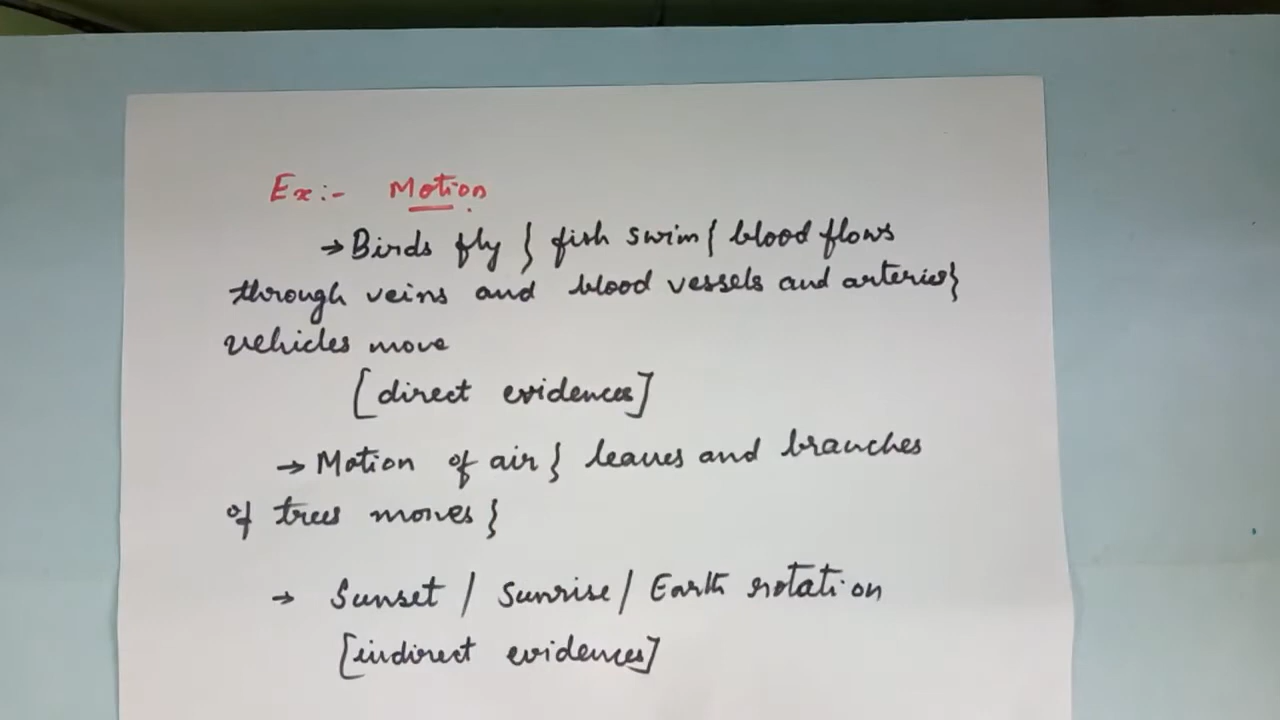 Ex:- Motion
→ Birds fly } fish swim { blood flows
through veins and blood vessels and arteries}
vehicles move
[direct evidences]
→ Motion of air } leaves and branches
of trees moves }
→ Sunset / Sunrise / Earth rotation
[indirect evidences]